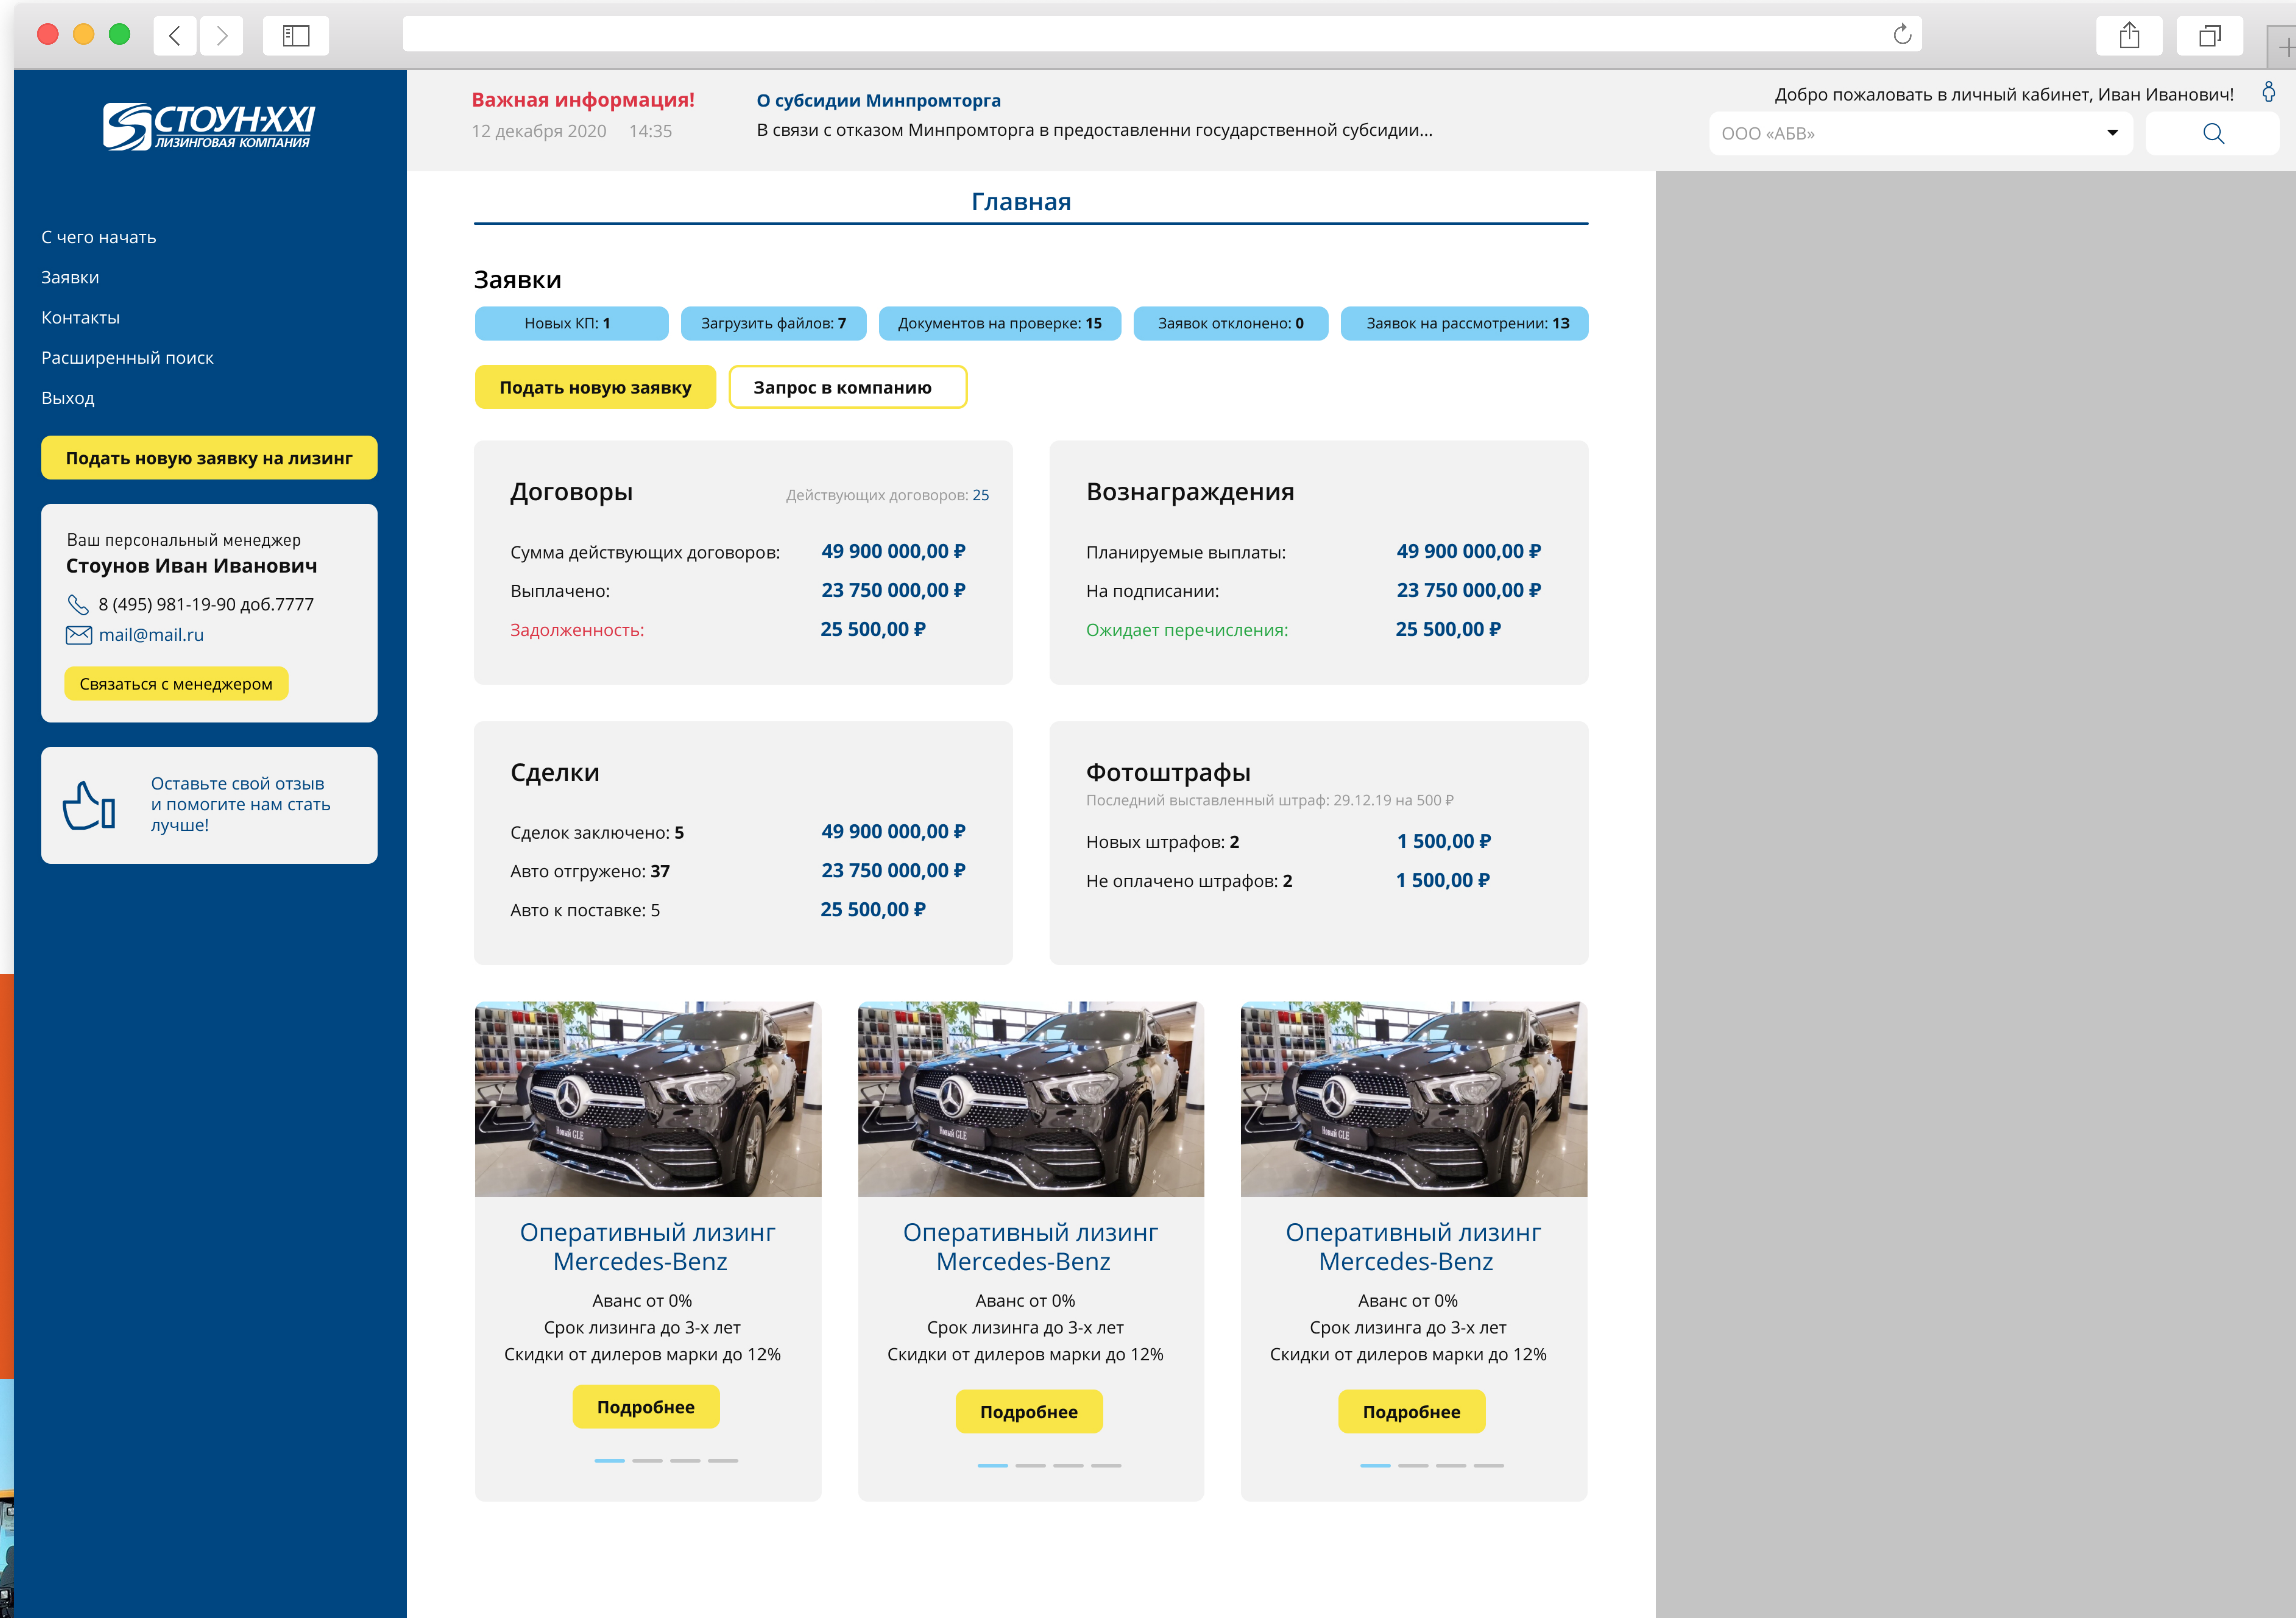 СТОУН-XXI
ЛИЗИНГОВАЯ КОМПАНИЯ
Важная информация!
12 декабря 2020 14:35
О субсидии Минпромторга
В связи с отказом Минпромторга в предоставленни государственной субсидии...
Добро пожаловать в личный кабинет, Иван Иванович!
ООО «АБВ»
С чего начать
Заявки
Контакты
Расширенный поиск
Выход
Подать новую заявку на лизинг
Ваш персональный менеджер
Стоунов Иван Иванович
8 (495) 981-19-90 доб.7777
mail@mail.ru
Связаться с менеджером
Оставьте свой отзыв
и помогите нам стать
лучше!
Главная
Заявки
Новых КП: 1
Загрузить файлов: 7
Документов на проверке: 15
Заявок отклонено: 0
Заявок на рассмотрении: 13
Подать новую заявку
Запрос в компанию
Договоры
Действующих договоров: 25
Сумма действующих договоров: 49 900 000,00 ₽
Выплачено: 23 750 000,00 ₽
Задолженность: 25 500,00 ₽
Вознаграждения
Планируемые выплаты: 49 900 000,00 ₽
На подписании: 23 750 000,00 ₽
Ожидает перечисления: 25 500,00 ₽
Сделки
Сделок заключено: 5 49 900 000,00 ₽
Авто отгружено: 37 23 750 000,00 ₽
Авто к поставке: 5 25 500,00 ₽
Фотоштрафы
Последний выставленный штраф: 29.12.19 на 500 ₽
Новых штрафов: 2 1 500,00 ₽
Не оплачено штрафов: 2 1 500,00 ₽
Новый GLE
Оперативный лизинг
Mercedes-Benz
Аванс от 0%
Срок лизинга до 3-х лет
Скидки от дилеров марки до 12%
Подробнее
Новый GLE
Оперативный лизинг
Mercedes-Benz
Аванс от 0%
Срок лизинга до 3-х лет
Скидки от дилеров марки до 12%
Подробнее
Новый GLE
Оперативный лизинг
Mercedes-Benz
Аванс от 0%
Срок лизинга до 3-х лет
Скидки от дилеров марки до 12%
Подробнее